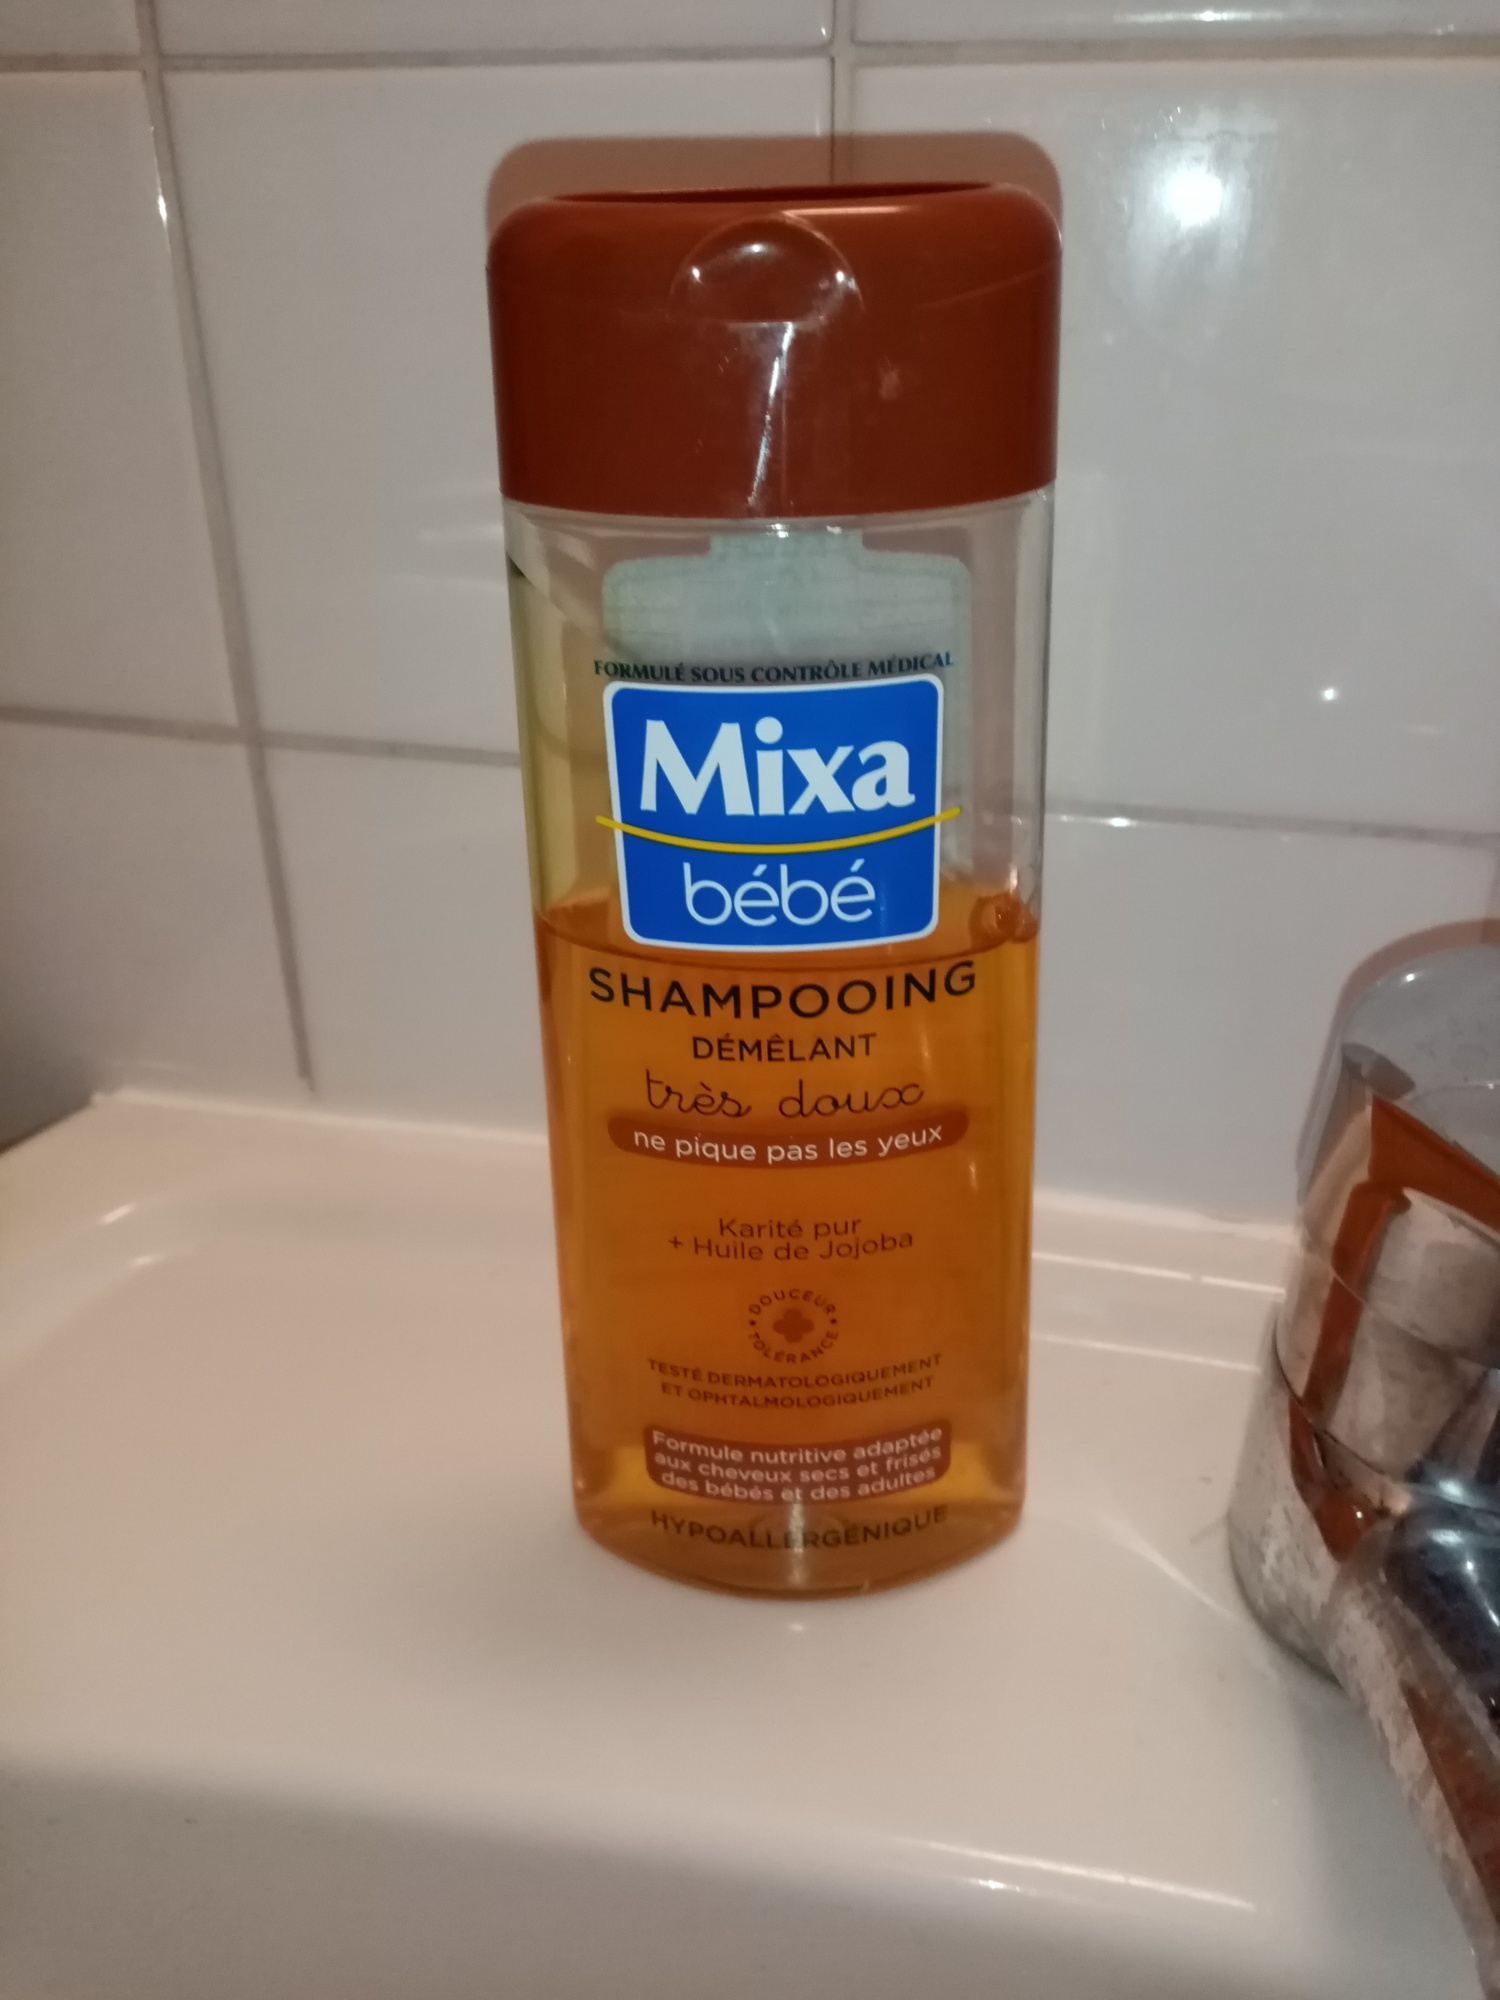 FORMULÉ SOUS CONTRÔLE MÉDICAL
Mixa
bébé
SHAMPOOING
DÉMÊLANT
très doux
ne pique pas les yeux
Karité pur
+ Huile de Jojoba
DOUCEUR
TOLÉRANCE
TESTÉ DERMATOLOGIQUEMENT
ET OPHTALMOLOGIQUEMENT
Formule nutritive adaptée
aux cheveux secs et frisés
des bébés et des adultes
HYPOALLERGÉNIQUE